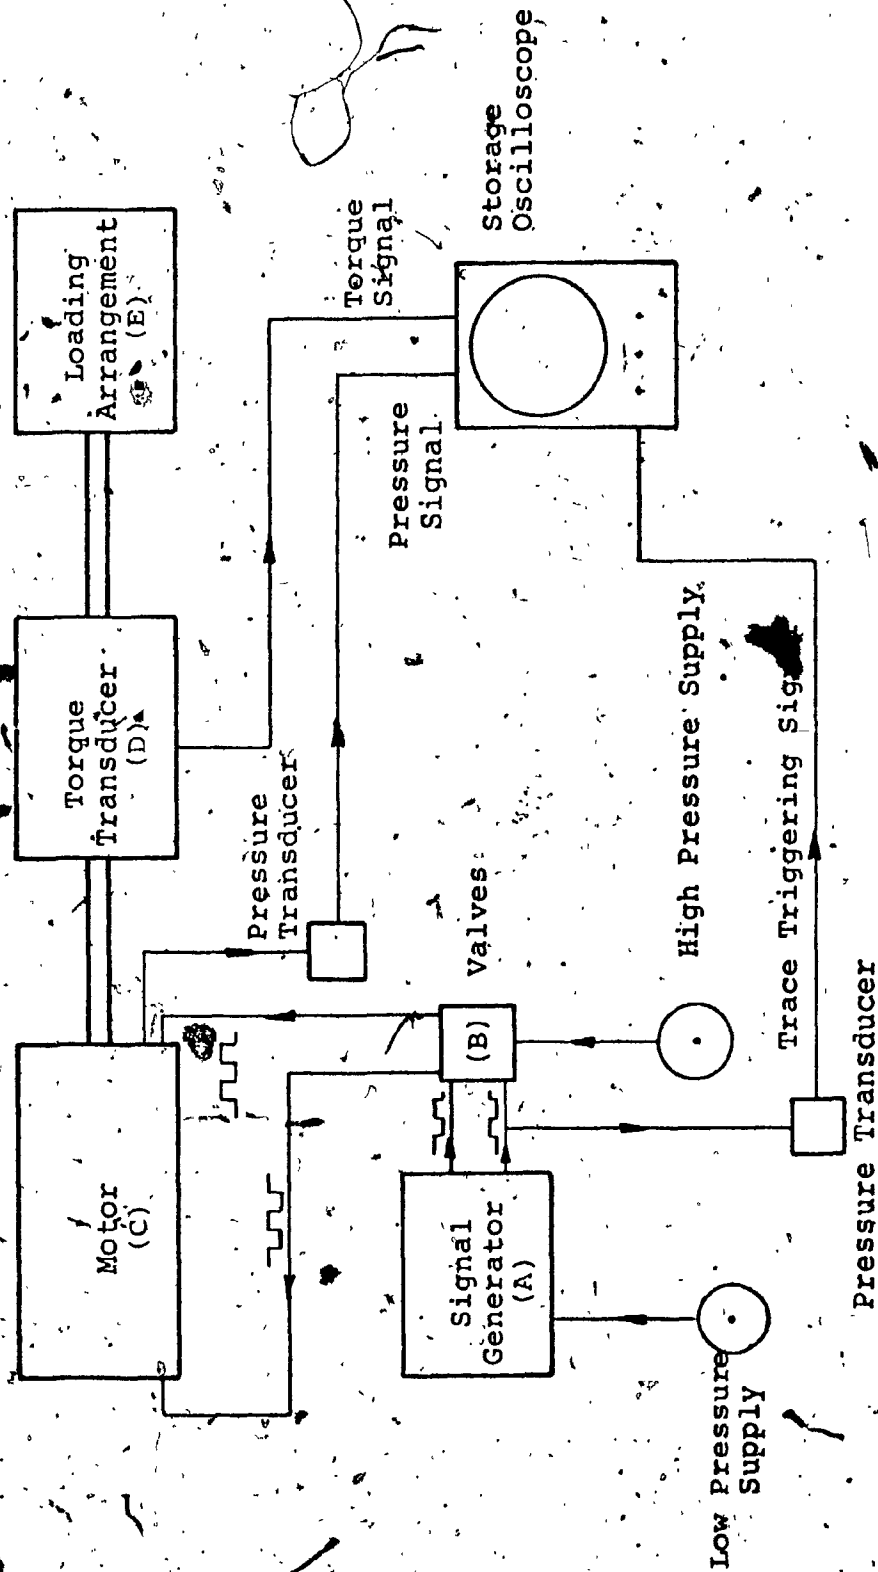 Motor
(C)
Torque
Transducer
(D)
Loading
Arrangement
(E)
Pressure
Transducer
Torque
Signal
Pressure
Signal
Storage
Oscilloscope
Signal
Generator
(A)
(B)
Valves
High Pressure Supply
Low Pressure
Supply
Trace Triggering
Pressure Transducer